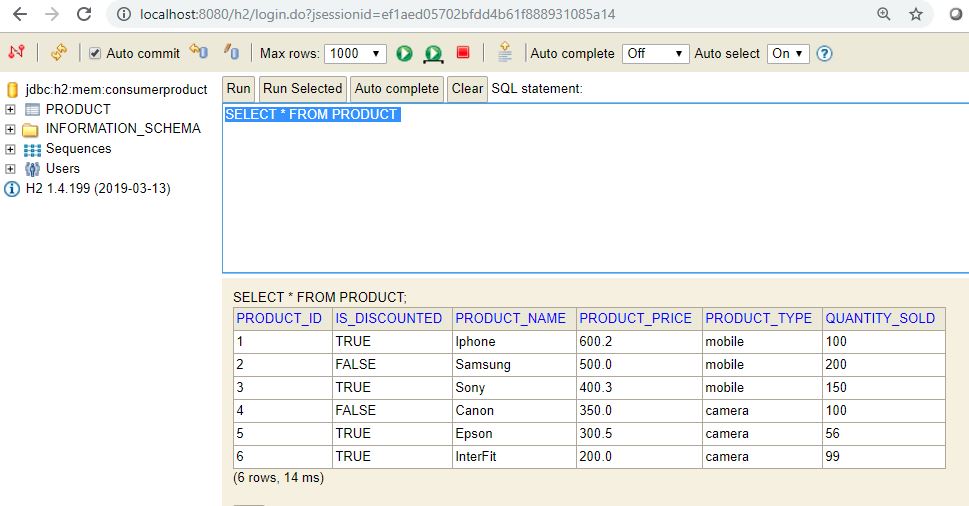 localhost:8080/h2/login.do?jsessionid=ef1aed05702bfdd4b61f888931085a14
Auto commit Max rows: 1000 Auto complete Off Auto select On ?
jdbc:h2:mem:consumerproduct
PRODUCT
INFORMATION_SCHEMA
Sequences
Users
H2 1.4.199 (2019-03-13)
Run Run Selected Auto complete Clear SQL statement:
SELECT * FROM PRODUCT
SELECT * FROM PRODUCT;
PRODUCT_ID IS_DISCOUNTED PRODUCT_NAME PRODUCT_PRICE PRODUCT_TYPE QUANTITY_SOLD
1 TRUE Iphone 600.2 mobile 100
2 FALSE Samsung 500.0 mobile 200
3 TRUE Sony 400.3 mobile 150
4 FALSE Canon 350.0 camera 100
5 TRUE Epson 300.5 camera 56
6 TRUE InterFit 200.0 camera 99
(6 rows, 14 ms)